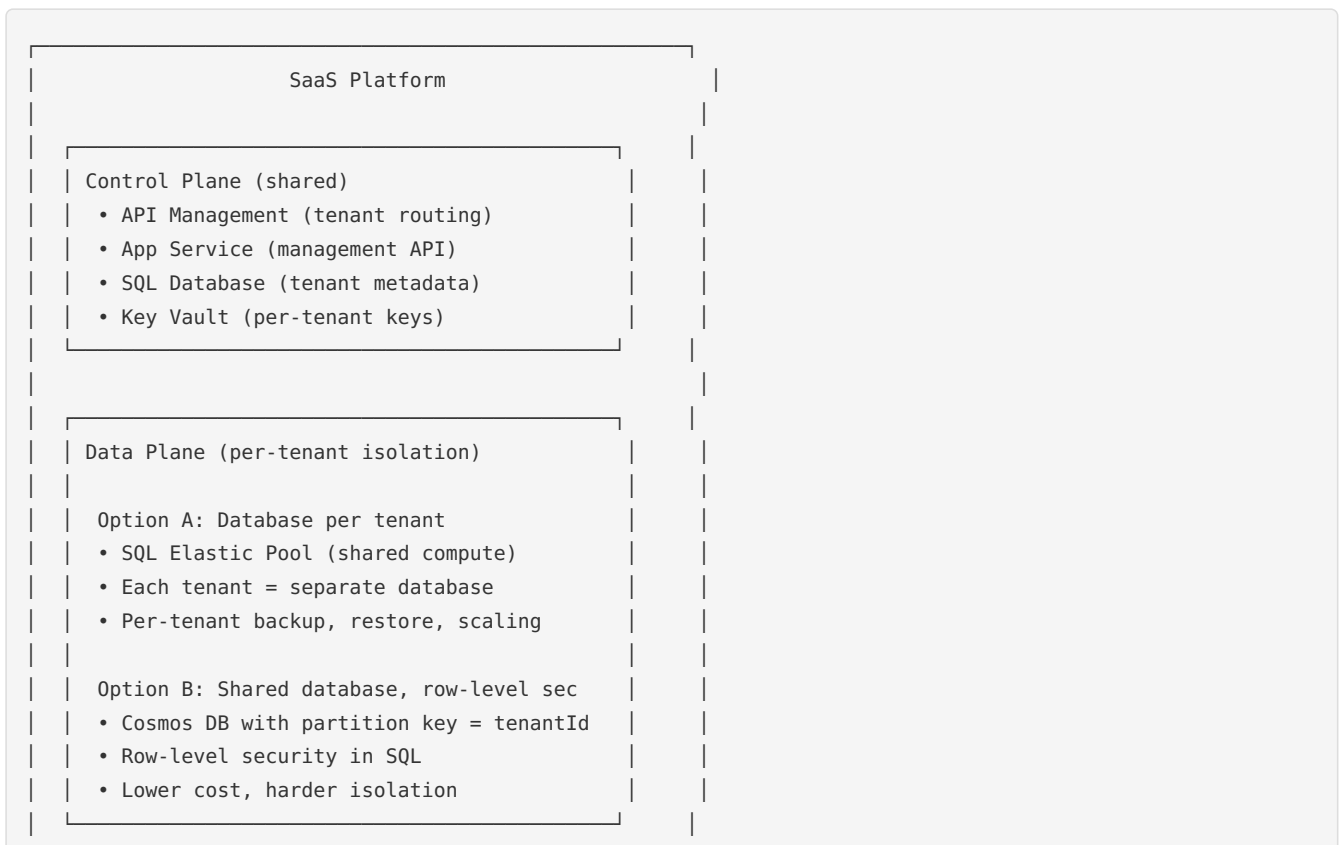 SaaS Platform
Control Plane (shared)
• API Management (tenant routing)
• App Service (management API)
• SQL Database (tenant metadata)
• Key Vault (per-tenant keys)
Data Plane (per-tenant isolation)
Option A: Database per tenant
• SQL Elastic Pool (shared compute)
• Each tenant = separate database
• Per-tenant backup, restore, scaling
Option B: Shared database, row-level sec
• Cosmos DB with partition key = tenantId
• Row-level security in SQL
• Lower cost, harder isolation